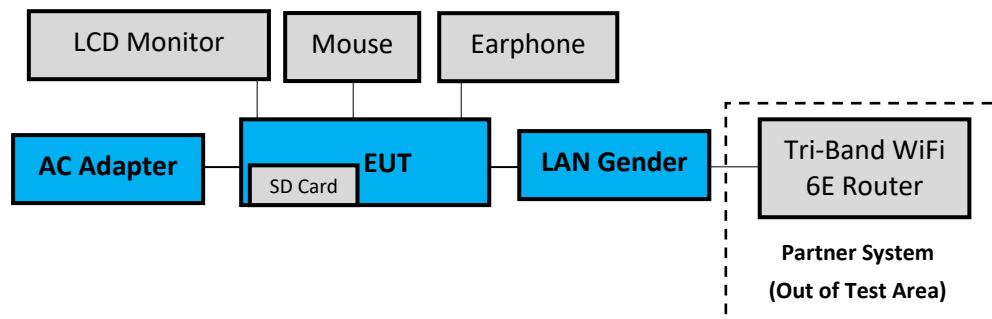 LCD Monitor
Mouse
Earphone
AC Adapter
EUT
SD Card
LAN Gender
Tri-Band WiFi
6E Router
Partner System
(Out of Test Area)